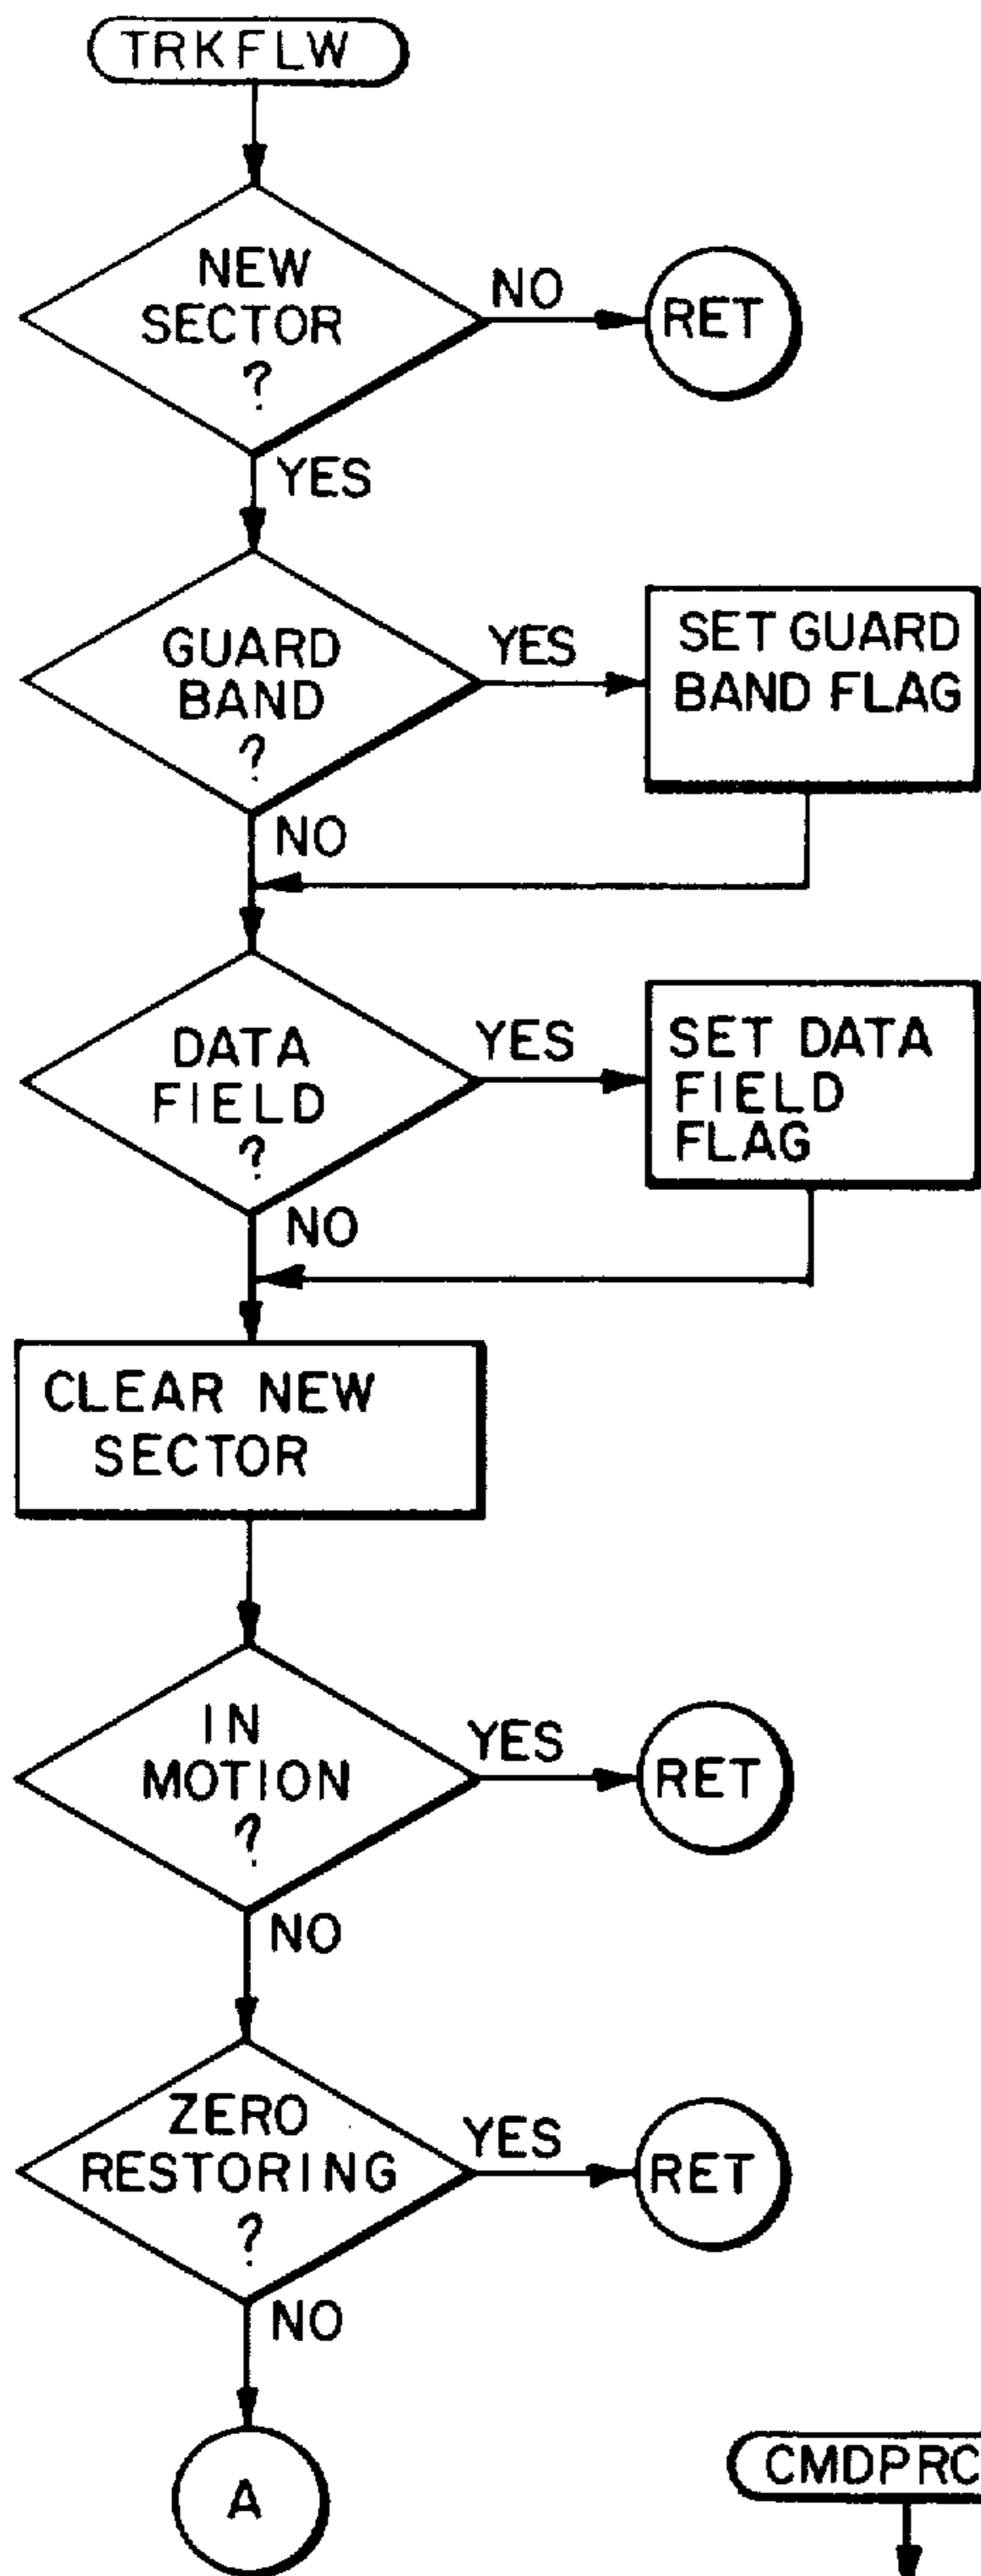 TRKFLW
NEW
SECTOR
?
NO
RET
YES
GUARD
BAND
?
YES
SET GUARD
BAND FLAG
NO
DATA
FIELD
?
YES
SET DATA
FIELD
FLAG
NO
CLEAR NEW
SECTOR
IN
MOTION
?
YES
RET
NO
ZERO
RESTORING
?
YES
RET
NO
A
CMDPRC